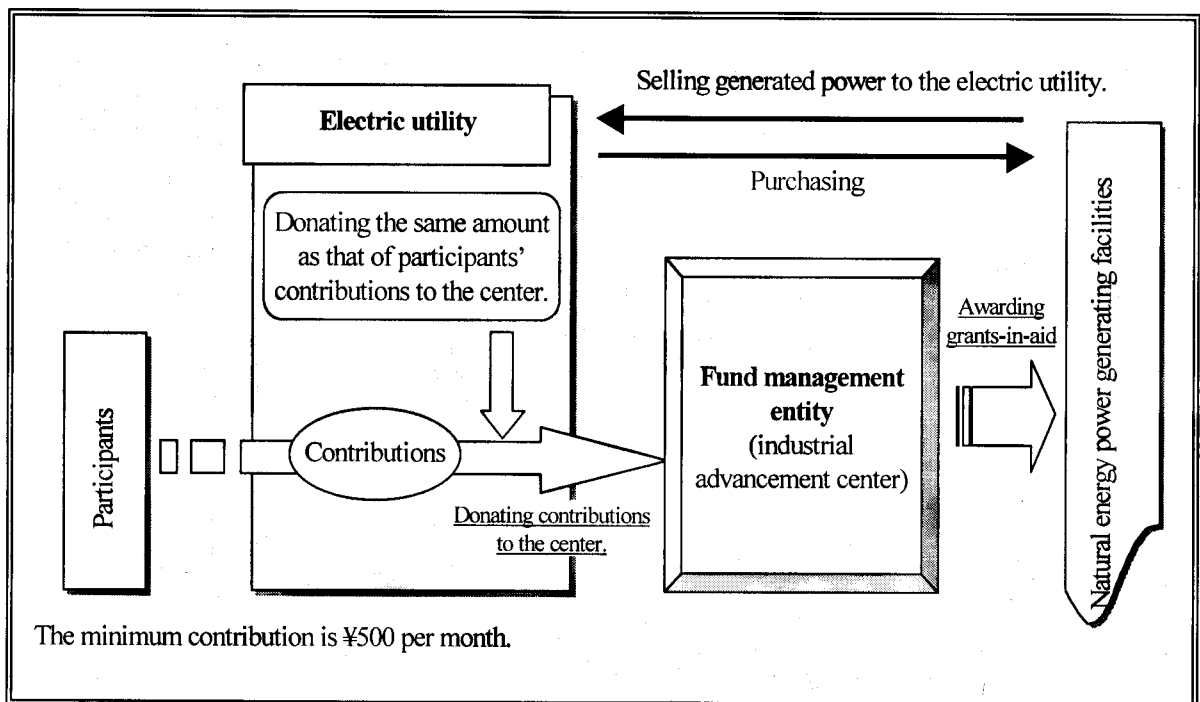 Selling generated power to the electric utility.
Electric utility
Purchasing
Donating the same amount
as that of participants'
contributions to the center.
Participants
Contributions
Donating contributions
to the center.
Fund management
entity
(industrial
advancement center)
Awarding
grants-in-aid
Natural energy power generating facilities
The minimum contribution is ¥500 per month.